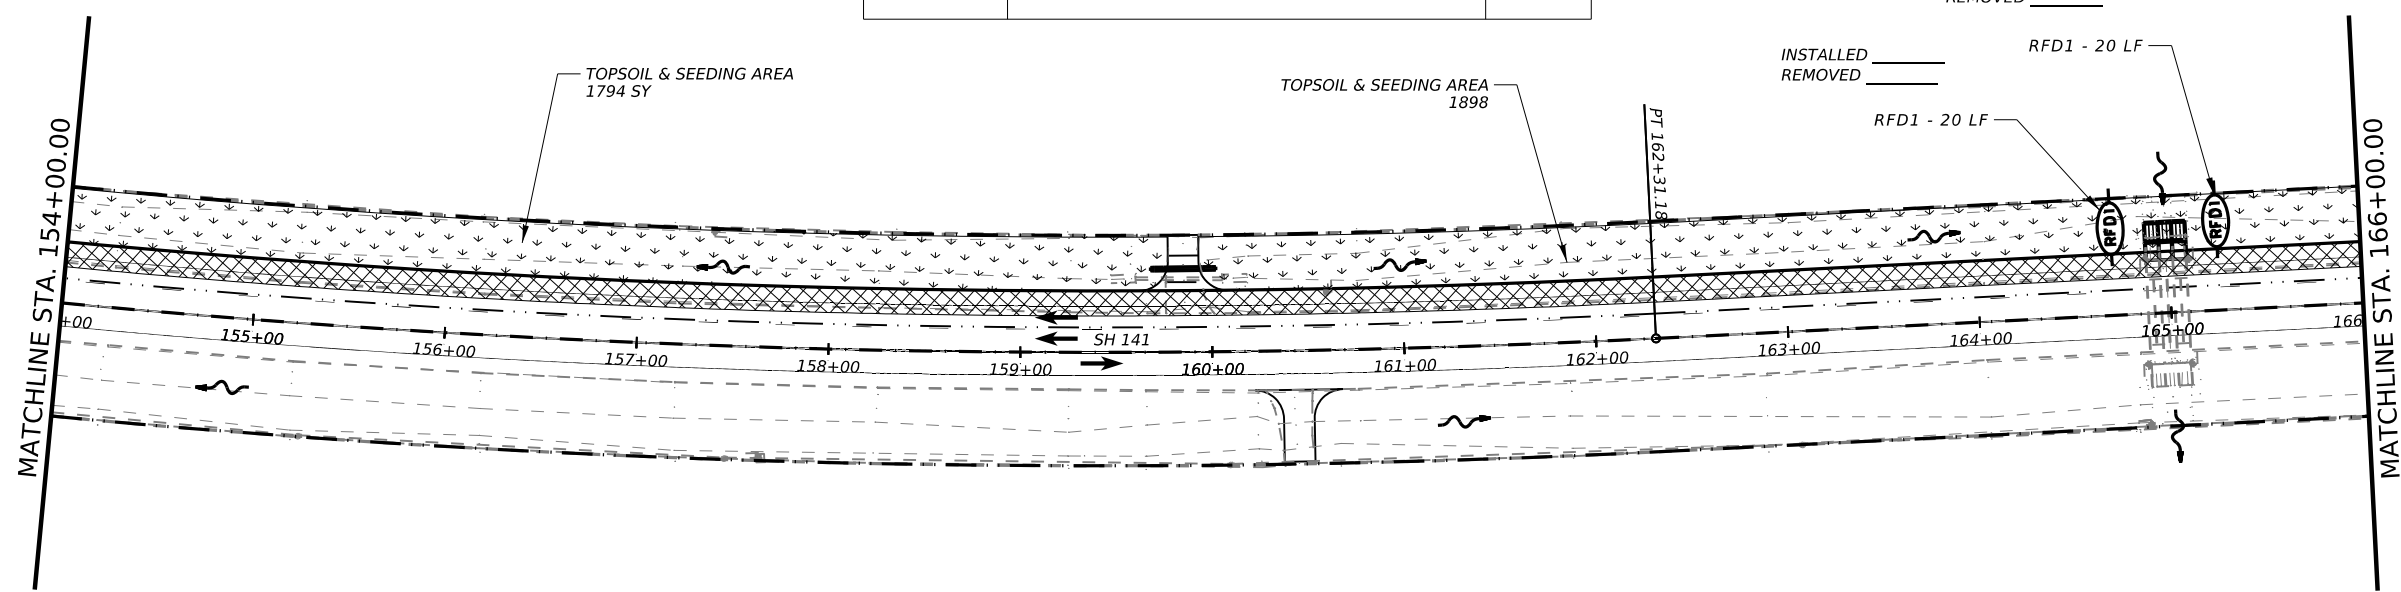 REMOVED
INSTALLED
REMOVED
RFD1 - 20 LF
TOPSOIL & SEEDING AREA
1794 SY
TOPSOIL & SEEDING AREA
1898
RFD1 - 20 LF
PT 162+31.18
MATCHLINE STA. 154+00.00
MATCHLINE STA. 166+00.00
RFD1
RFD1
+00
155+00
156+00
157+00
158+00
159+00
SH 141
160+00
161+00
162+00
163+00
164+00
165+00
166